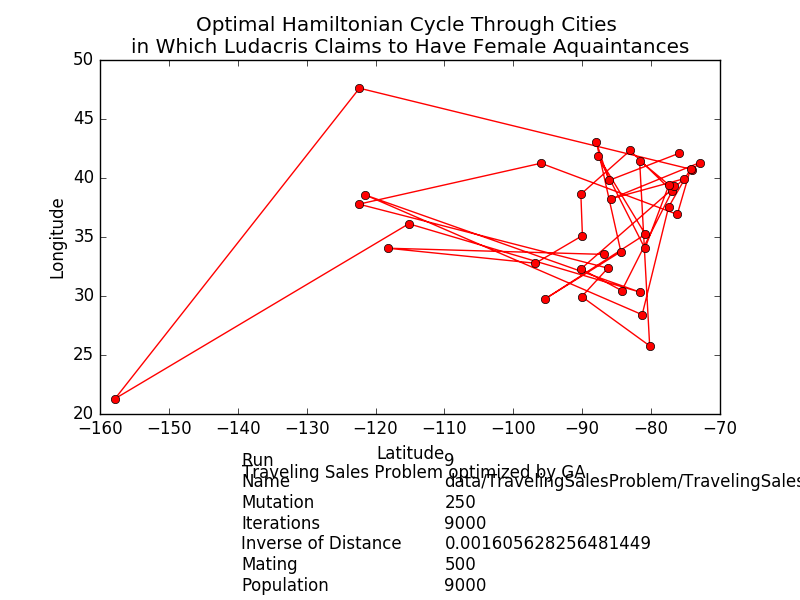 Optimal Hamiltonian Cycle Through Cities
in Which Ludacris Claims to Have Female Aquaintances
50
45
40
35
30
25
20
Longitude
−160 −150 −140 −130 −120 −110 −100 −90 −80 −70
Latitude
Run 9
Traveling Sales Problem optimized by GA
Name data/TravelingSalesProblem/TravelingSales
Mutation 250
Iterations 9000
Inverse of Distance 0.001605628256481449
Mating 500
Population 9000